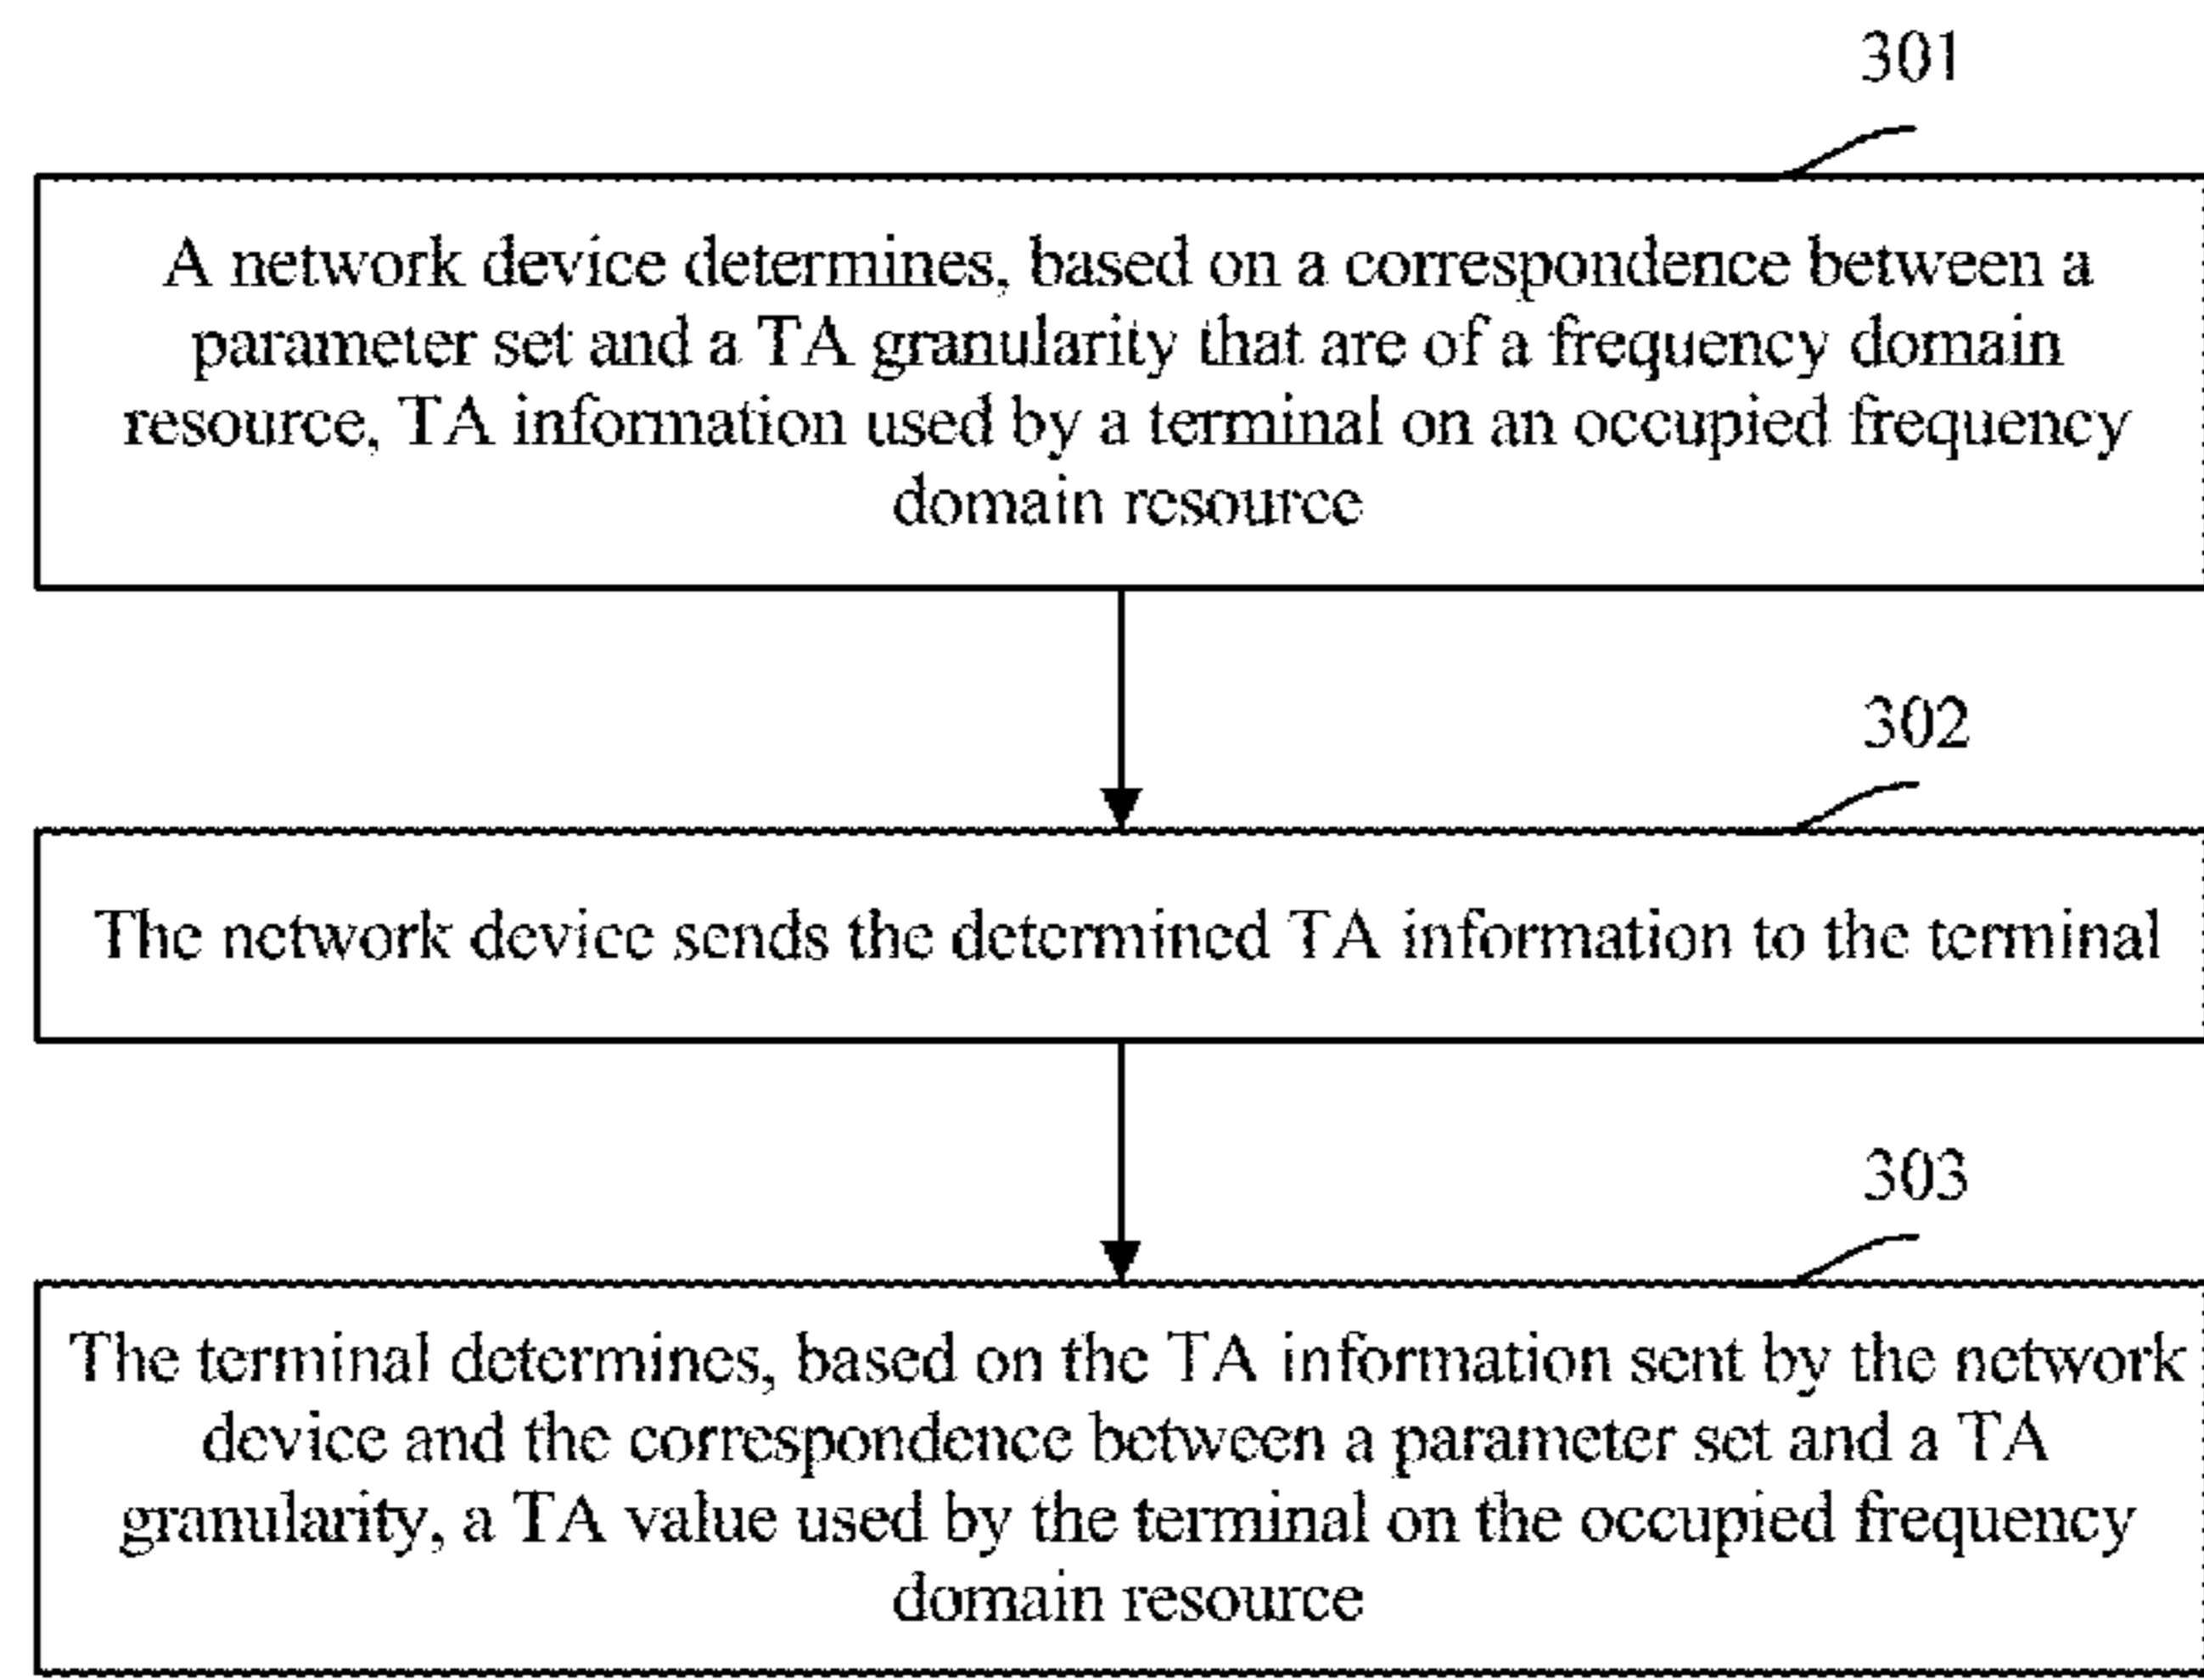 301
A network device determines, based on a correspondence between a
parameter set and a TA granularity that are of a frequency domain
resource, TA information used by a terminal on an occupied frequency
domain resource
302
The network device sends the determined TA information to the terminal
303
The terminal determines, based on the TA information sent by the network
device and the correspondence between a parameter set and a TA
granularity, a TA value used by the terminal on the occupied frequency
domain resource